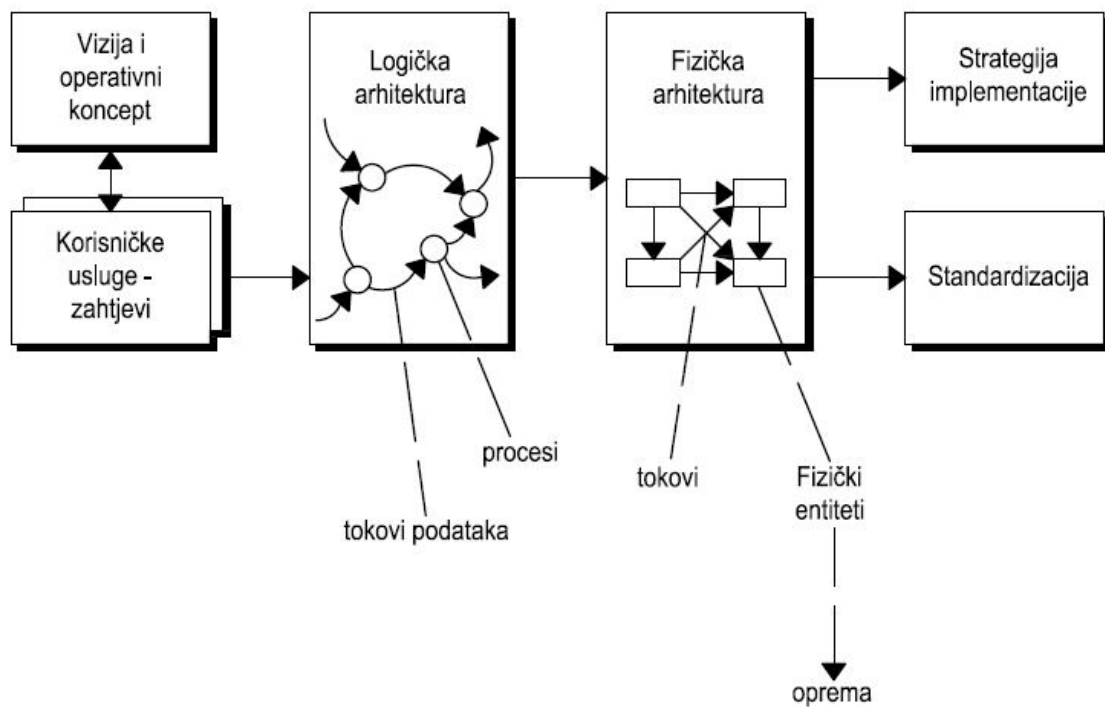 Vizija i
operativni
koncept
Korisničke
usluge -
zahtjevi
Logička
arhitektura
Fizička
arhitektura
Strategija
implementacije
Standardizacija
procesi
tokovi podataka
tokovi
Fizički
entiteti
oprema